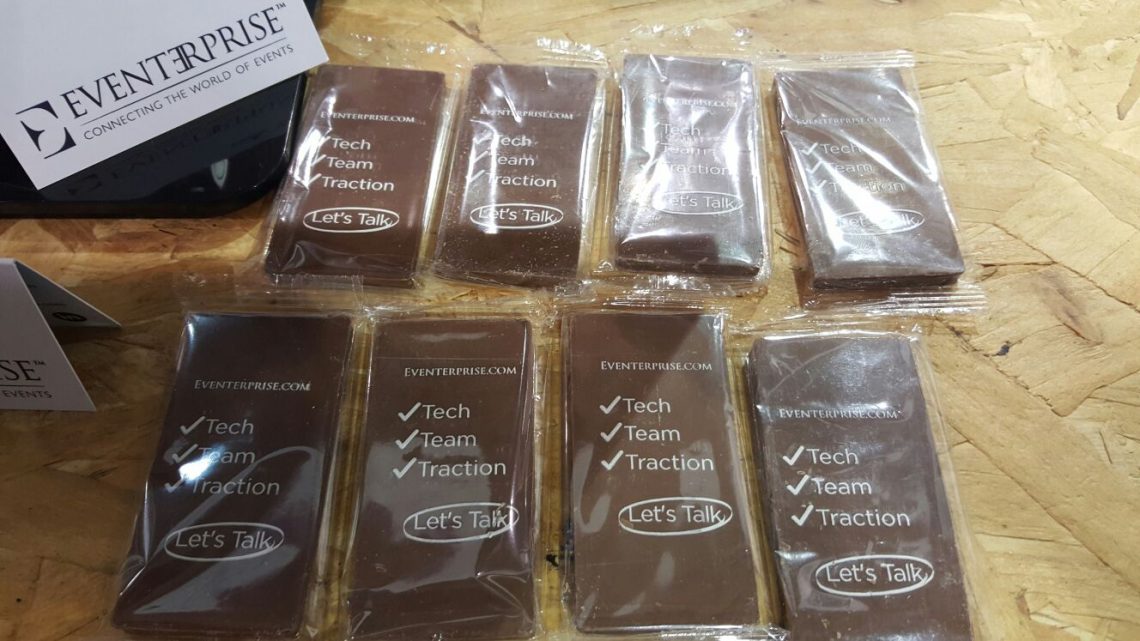 EVENTERPRISE™
CONNECTING THE WORLD OF EVENTS
EVENTERPRISE.COM
Tech
Team
Traction
Let's Talk
EVENTERPRISE.COM
Tech
Team
Traction
Let's Talk
EVENTERPRISE.COM
Tech
Team
Traction
Let's Talk
EVENTERPRISE.COM
Tech
Team
Traction
Let's Talk
ISE™
EVENTS
EVENTERPRISE.COM
Tech
Team
Traction
Let's Talk
EVENTERPRISE.COM
Tech
Team
Traction
Let's Talk
EVENTERPRISE.COM
Tech
Team
Traction
Let's Talk
EVENTERPRISE.COM
Tech
Team
Traction
Let's Talk